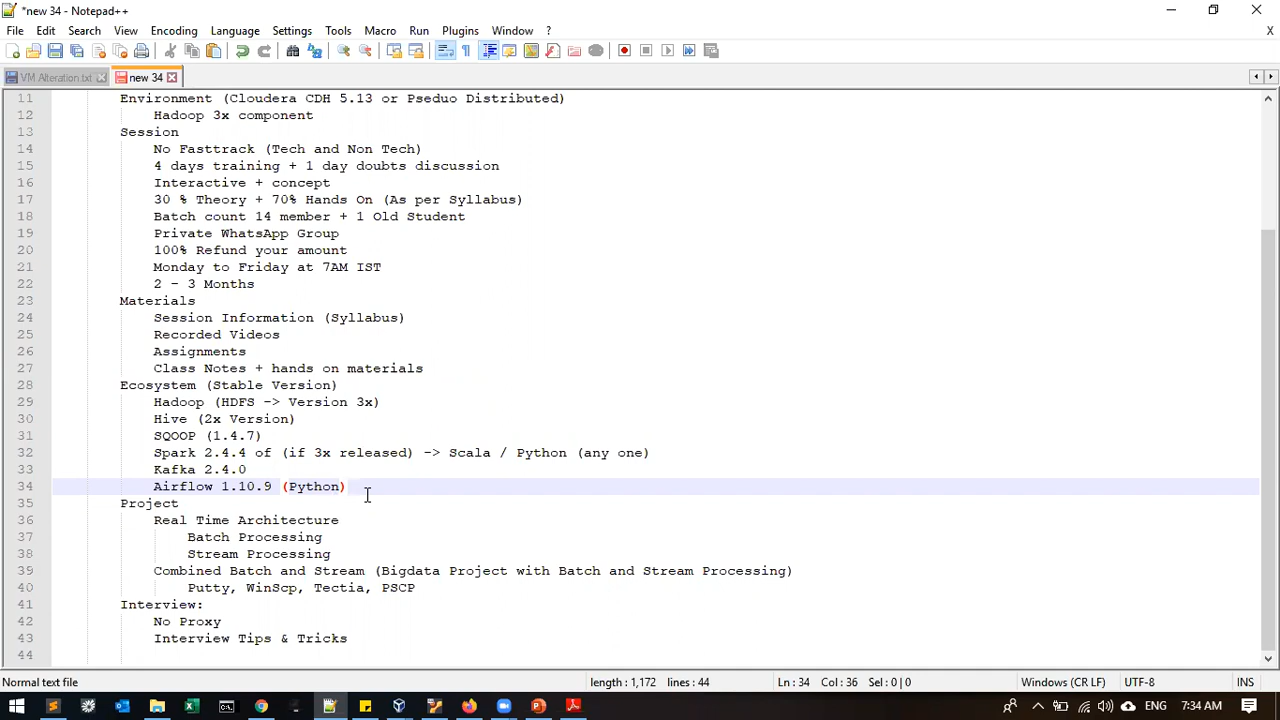 *new 34 - Notepad++
File Edit Search View Encoding Language Settings Tools Macro Run Plugins Window ? X
VM Alteration.txt new 34
11 Environment (Cloudera CDH 5.13 or Pseduo Distributed)
12 Hadoop 3x component
13 Session
14 No Fasttrack (Tech and Non Tech)
15 4 days training + 1 day doubts discussion
16 Interactive + concept
17 30 % Theory + 70% Hands On (As per Syllabus)
18 Batch count 14 member + 1 Old Student
19 Private WhatsApp Group
20 100% Refund your amount
21 Monday to Friday at 7AM IST
22 2 - 3 Months
23 Materials
24 Session Information (Syllabus)
25 Recorded Videos
26 Assignments
27 Class Notes + hands on materials
28 Ecosystem (Stable Version)
29 Hadoop (HDFS -> Version 3x)
30 Hive (2x Version)
31 SQOOP (1.4.7)
32 Spark 2.4.4 of (if 3x released) -> Scala / Python (any one)
33 Kafka 2.4.0
34 Airflow 1.10.9 (Python)
35 Project
36 Real Time Architecture
37 Batch Processing
38 Stream Processing
39 Combined Batch and Stream (Bigdata Project with Batch and Stream Processing)
40 Putty, WinScp, Tectia, PSCP
41 Interview:
42 No Proxy
43 Interview Tips & Tricks
44
Normal text file length : 1,172 lines : 44 Ln : 34 Col : 36 Sel : 0 | 0 Windows (CR LF) UTF-8 INS
ENG 7:34 AM